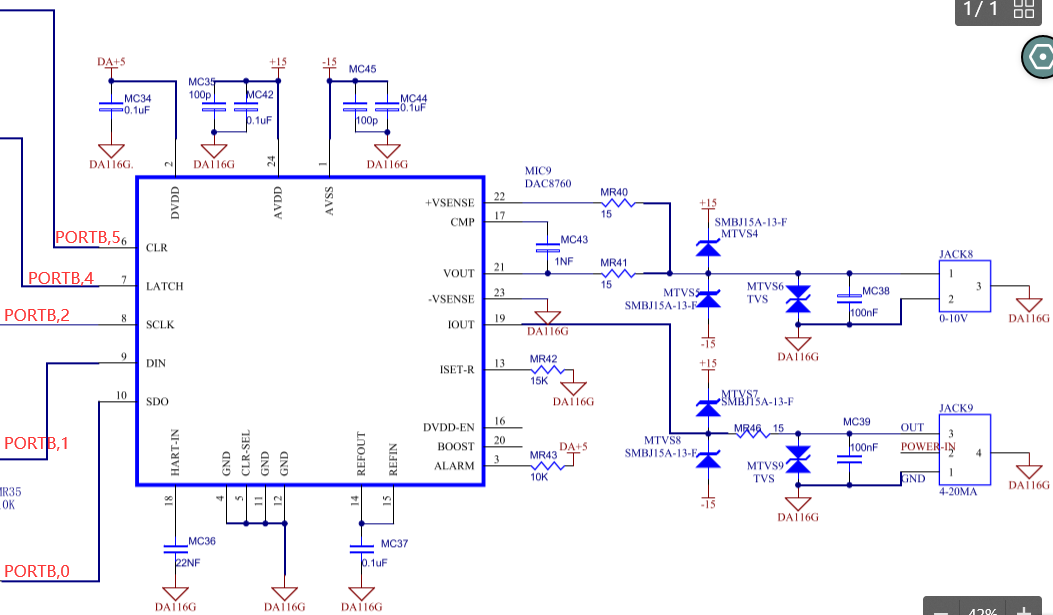 1/ 1
DA+5
+15
-15
MC45
MC35
100p
MC34
0.1uF
MC42
0.1uF
MC44
0.1uF
100p
DA116G.
DA116G
DA116G
2
24
1
MIC9
DAC8760
DVDD
AVDD
AVSS
+VSENSE
22
MR40
15
CMP
17
MC43
1NF
+15
SMBJ15A-13-F
MTVS4
PORTB,5
6
CLR
PORTB,4
7
LATCH
VOUT
21
MR41
15
JACK8
1
3
2
0-10V
DA116G
MTVS5
SMBJ15A-13-F
MTVS6
TVS
MC38
100nF
-VSENSE
23
DA116G
PORTB,2
8
SCLK
IOUT
19
-15
DA116G
9
DIN
ISET-R
13
MR42
15K
DA116G
+15
MTVS7
SMBJ15A-13-F
10
SDO
DVDD-EN
16
BOOST
20
ALARM
3
MR43
10K
DA+5
MTVS8
SMBJ15A-13-F
MR46
15
MC39
100nF
MTVS9
TVS
JACK9
OUT
3
POWER-IN
2
4
GND
1
4-20MA
DA116G
-15
DA116G
PORTB,1
HART-IN
GND
CLR-SEL
GND
GND
REFOUT
REFIN
MR35
0K
18
4
5
11
12
14
15
MC36
22NF
MC37
0.1uF
PORTB,0
DA116G
DA116G
DA116G
42%